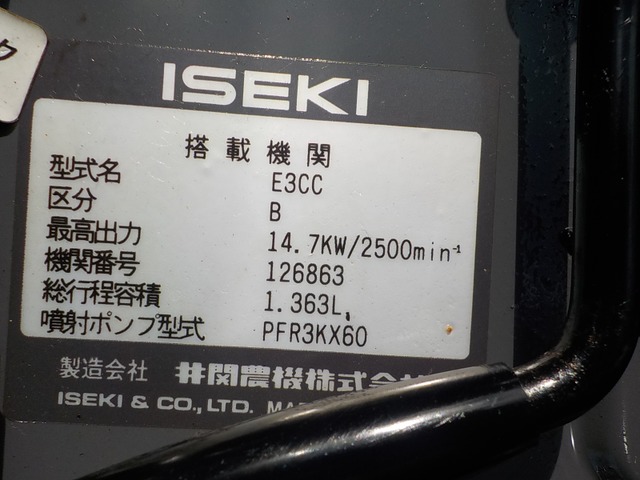 ク
ISEKI
搭載機関
型式名 E3CC
区分 B
最高出力 14.7KW/2500min-1
機関番号 126863
総行程容積 1.363L
噴射ポンプ型式 PFR3KX60
製造会社 井関農機株式会
ISEKI & CO., LTD.